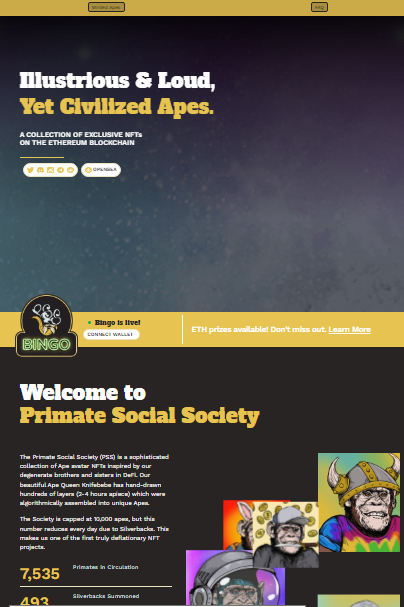 Minted Apes
FAQ
Illustrious & Loud,
Yet Civilized Apes.
A COLLECTION OF EXCLUSIVE NFTs
ON THE ETHEREUM BLOCKCHAIN
OPENSEA
BINGO
Bingo is live!
CONNECT WALLET
ETH prizes available! Don't miss out. Learn More
Welcome to
Primate Social Society
The Primate Social Society (PSS) is a sophisticated
collection of Ape avatar NFTs inspired by our
degenerate brothers and sisters in DeFi. Our
beautiful Ape Queen Knifebebe has hand-drawn
hundreds of layers (2-4 hours apiece) which were
algorithmically assembled into unique Apes.
The Society is capped at 10,000 apes, but this
number reduces every day due to Silverbacks. This
makes us one of the first truly deflationary NFT
projects.
7,535
Primates in Circulation
493
Silverbacks Summoned